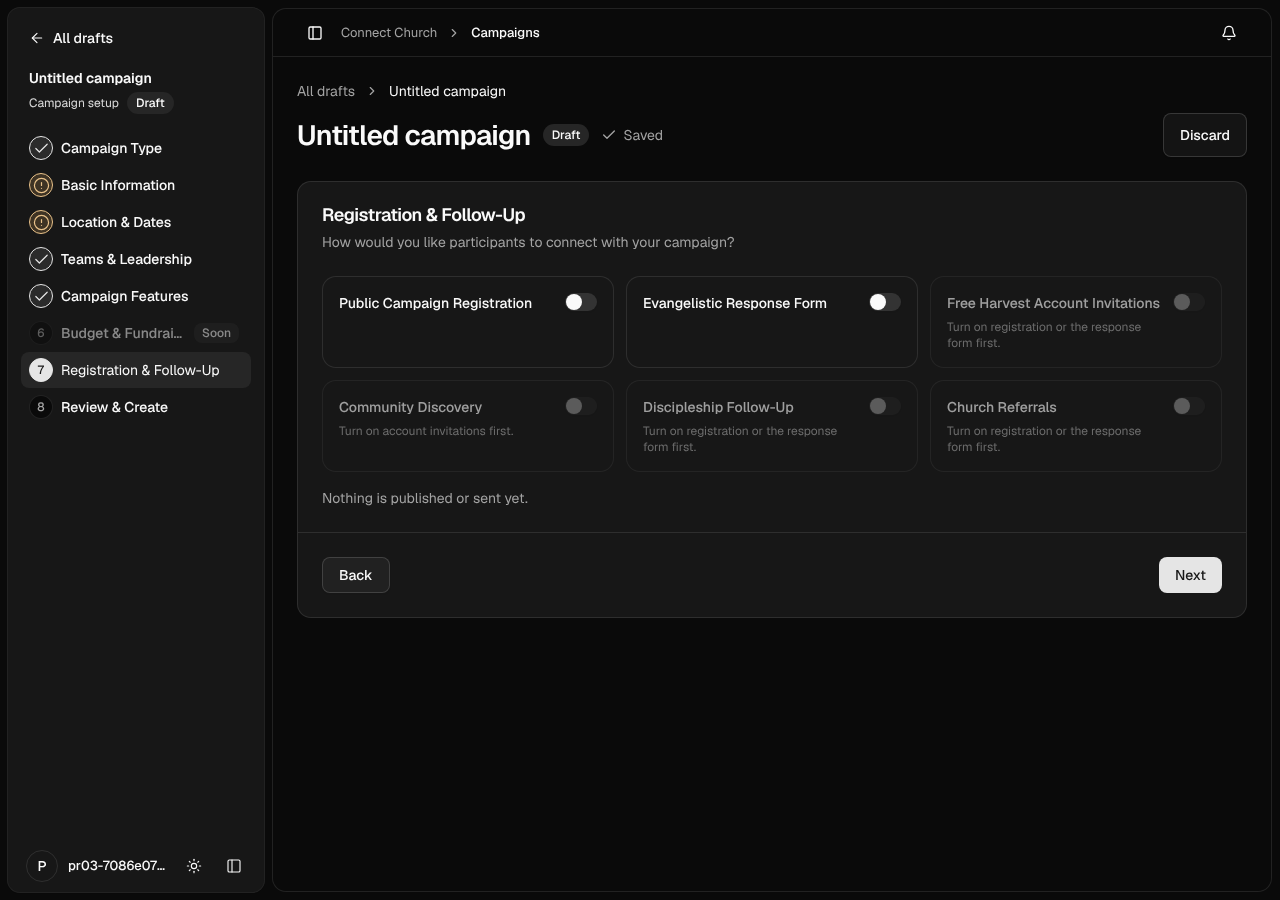 All drafts
Untitled campaign
Campaign setup Draft
Campaign Type
Basic Information
Location & Dates
Teams & Leadership
Campaign Features
6 Budget & Fundrai... Soon
7 Registration & Follow-Up
8 Review & Create
P pr03-7086e07...
Connect Church Campaigns
All drafts Untitled campaign
Untitled campaign Draft Saved
Discard
Registration & Follow-Up
How would you like participants to connect with your campaign?
Public Campaign Registration
Evangelistic Response Form
Free Harvest Account Invitations
Turn on registration or the response
form first.
Community Discovery
Turn on account invitations first.
Discipleship Follow-Up
Turn on registration or the response
form first.
Church Referrals
Turn on registration or the response
form first.
Nothing is published or sent yet.
Back
Next